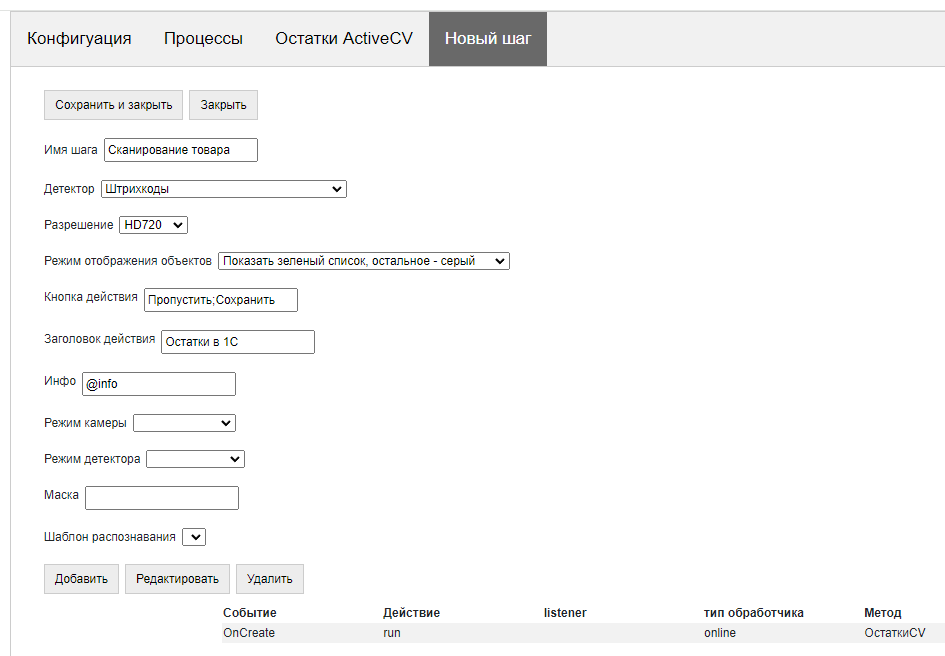 Конфигуация Процессы Остатки ActiveCV Новый шаг
Сохранить и закрыть Закрыть
Имя шага Сканирование товара
Детектор Штрихкоды
Разрешение HD720
Режим отображения объектов Показать зеленый список, остальное - серый
Кнопка действия Пропустить;Сохранить
Заголовок действия Остатки в 1С
Инфо @info
Режим камеры
Режим детектора
Маска
Шаблон распознавания
Добавить Редактировать Удалить
Событие Действие listener тип обработчика Метод
OnCreate run online ОстаткиCV